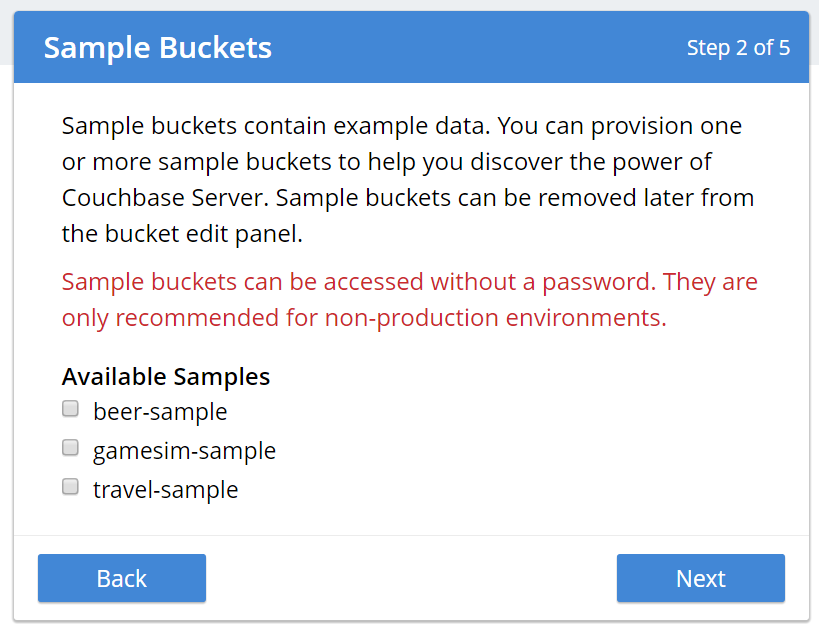 Sample Buckets
Step 2 of 5
Sample buckets contain example data. You can provision one
or more sample buckets to help you discover the power of
Couchbase Server. Sample buckets can be removed later from
the bucket edit panel.
Sample buckets can be accessed without a password. They are
only recommended for non-production environments.
Available Samples
beer-sample
gamesim-sample
travel-sample
Back
Next